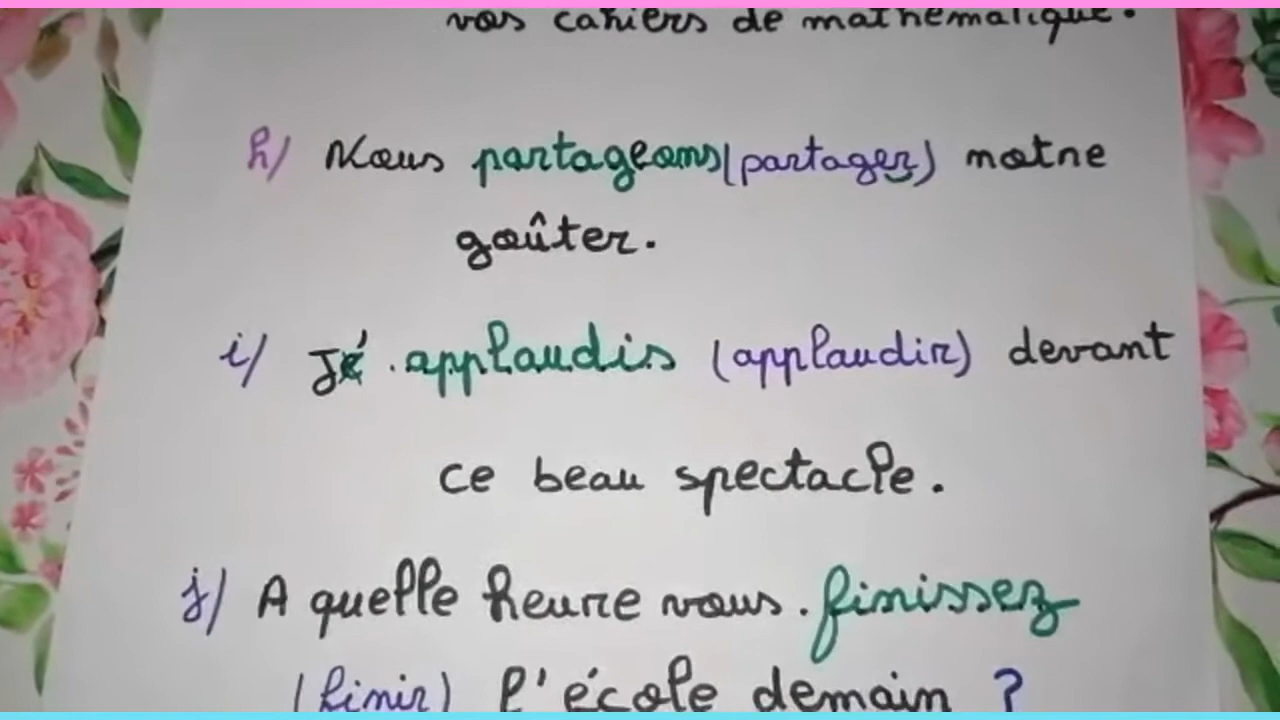 vos cahiers de mathématique.
h/ Nous partageons (partager) notre
goûter.
i/ J' applaudis (applaudir) devant
ce beau spectacle.
j/ A quelle heure vous finissez
(finir) l'école demain ?